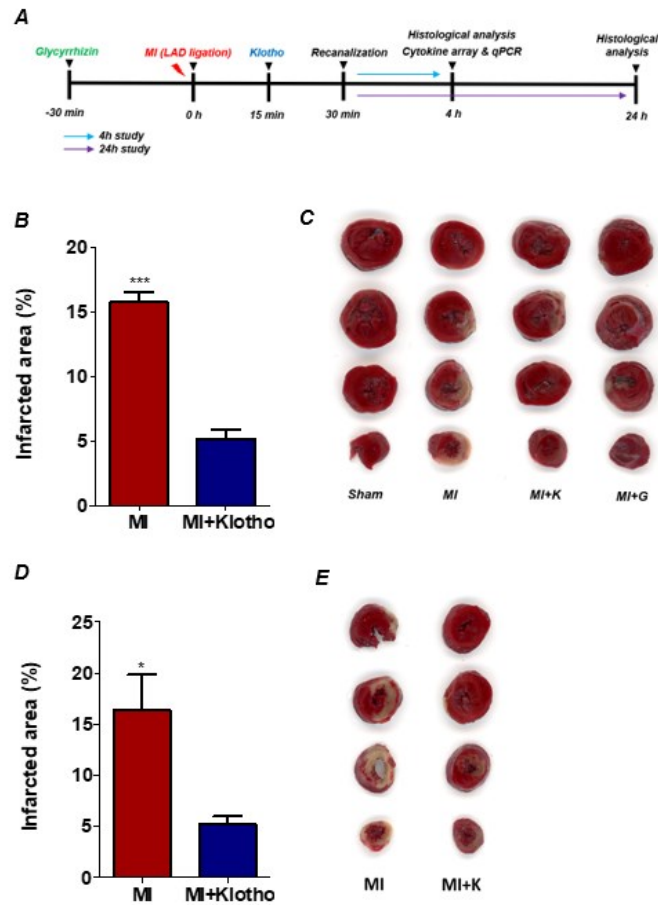 A
Glycyrrhizin
MI (LAD ligation)
Klotho
Recanalization
Histological analysis
Cytokine array & qPCR
Histological
analysis
-30 min
0 h
15 min
30 min
4 h
24 h
4h study
24h study
B
Infarcted area (%)
20
15
10
5
0
***
MI
MI+Klotho
C
Sham
MI
MI+K
MI+G
D
Infarcted area (%)
25
20
15
10
5
0
*
MI
MI+Klotho
E
MI
MI+K